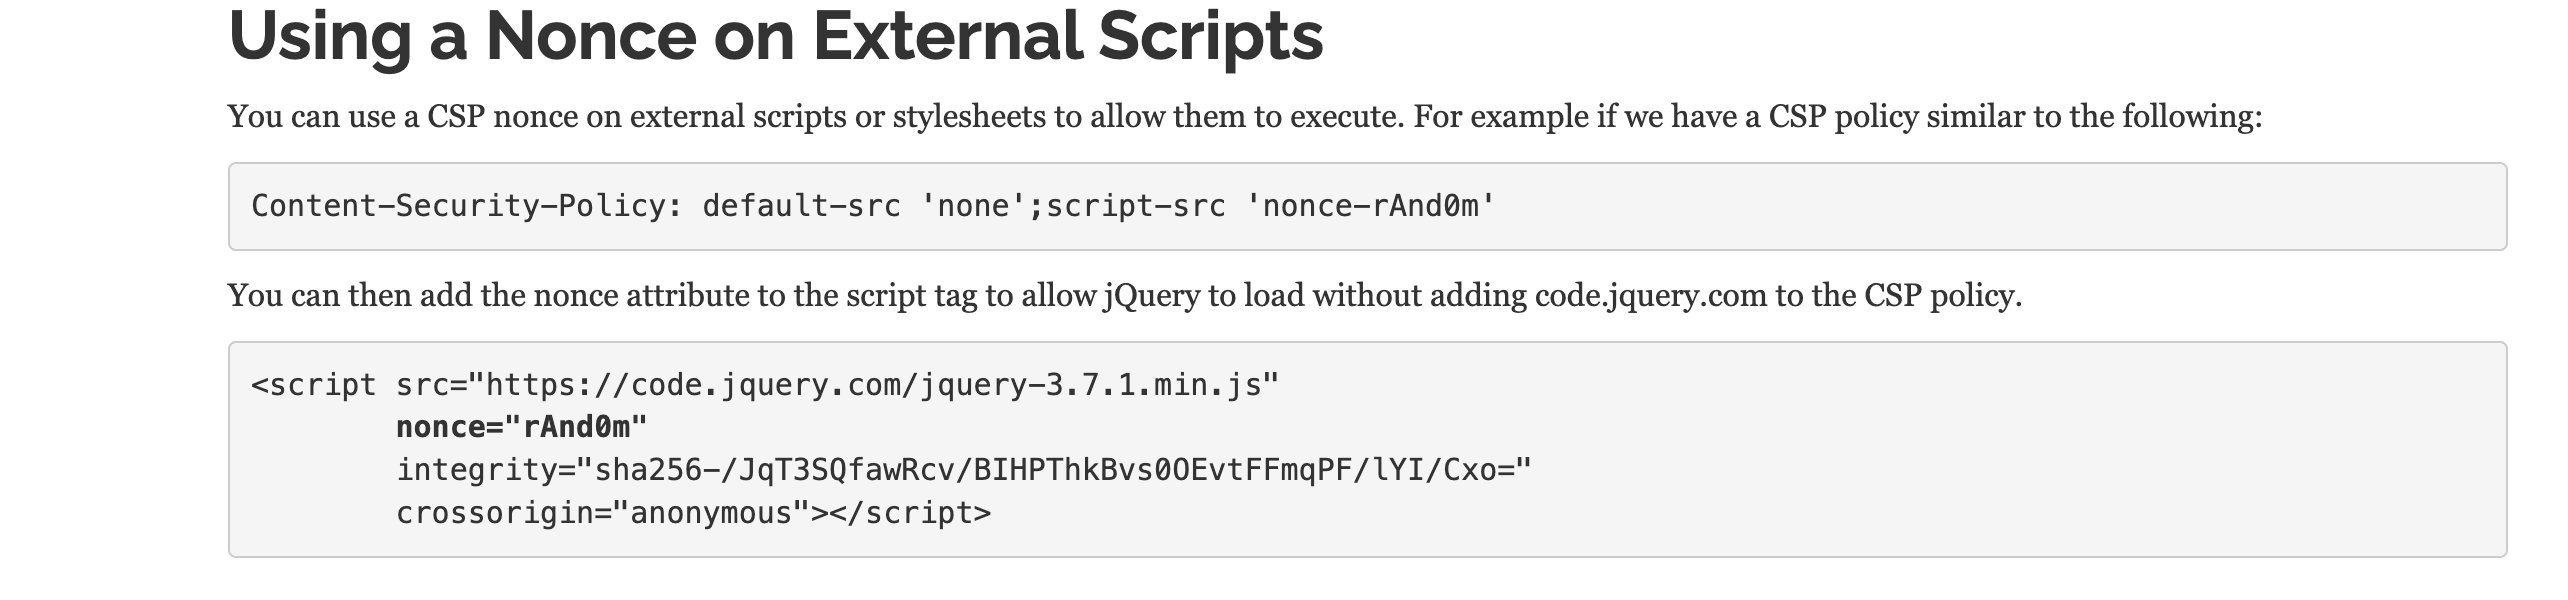 Using a Nonce on External Scripts
You can use a CSP nonce on external scripts or stylesheets to allow them to execute. For example if we have a CSP policy similar to the following:
Content-Security-Policy: default-src 'none';script-src 'nonce-rAnd0m'
You can then add the nonce attribute to the script tag to allow jQuery to load without adding code.jquery.com to the CSP policy.
<script src="https://code.jquery.com/jquery-3.7.1.min.js"
nonce="rAnd0m"
integrity="sha256-/JqT3SQfawRcv/BIHPThkBvs0OEvtFFmqPF/lYI/Cxo="
crossorigin="anonymous"></script>